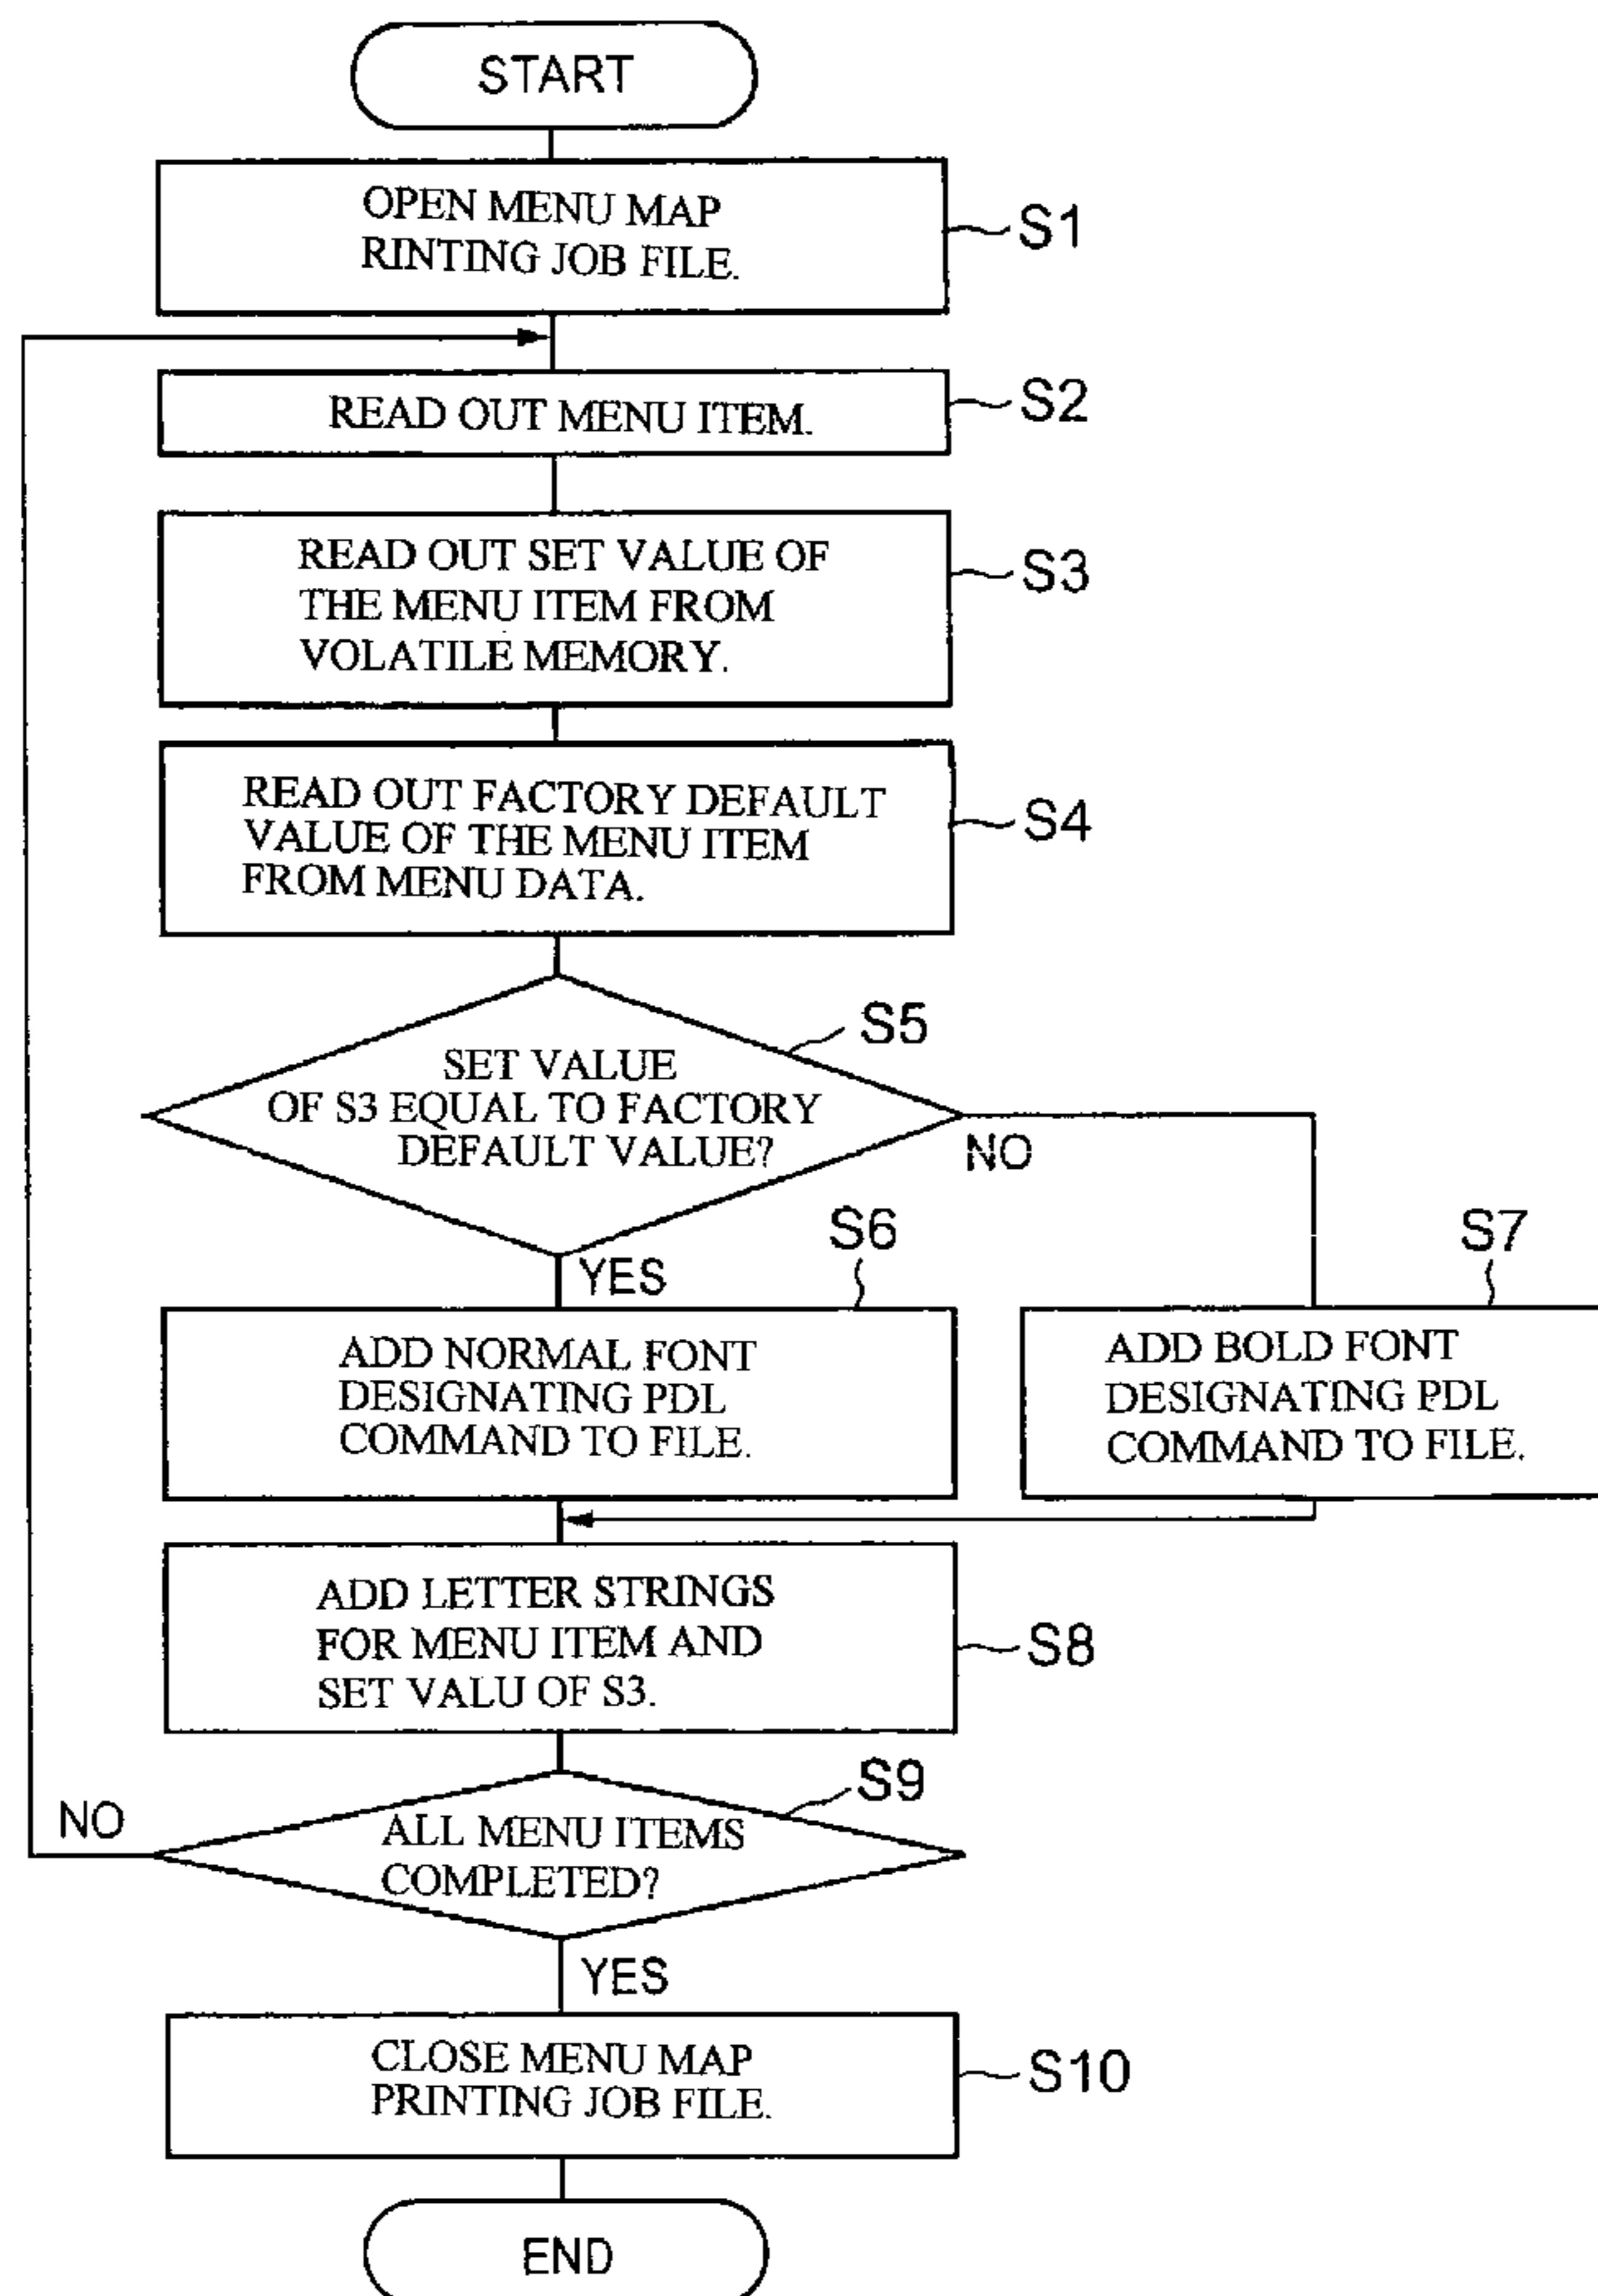 START
OPEN MENU MAP
RINTING JOB FILE.
S1
READ OUT MENU ITEM.
S2
READ OUT SET VALUE OF
THE MENU ITEM FROM
VOLATILE MEMORY.
S3
READ OUT FACTORY DEFAULT
VALUE OF THE MENU ITEM
FROM MENU DATA.
S4
S5
SET VALUE
OF S3 EQUAL TO FACTORY
DEFAULT VALUE?
NO
YES
S6
S7
ADD NORMAL FONT
DESIGNATING PDL
COMMAND TO FILE.
ADD BOLD FONT
DESIGNATING PDL
COMMAND TO FILE.
ADD LETTER STRINGS
FOR MENU ITEM AND
SET VALU OF S3.
S8
S9
NO
ALL MENU ITEMS
COMPLETED?
YES
CLOSE MENU MAP
PRINTING JOB FILE.
S10
END